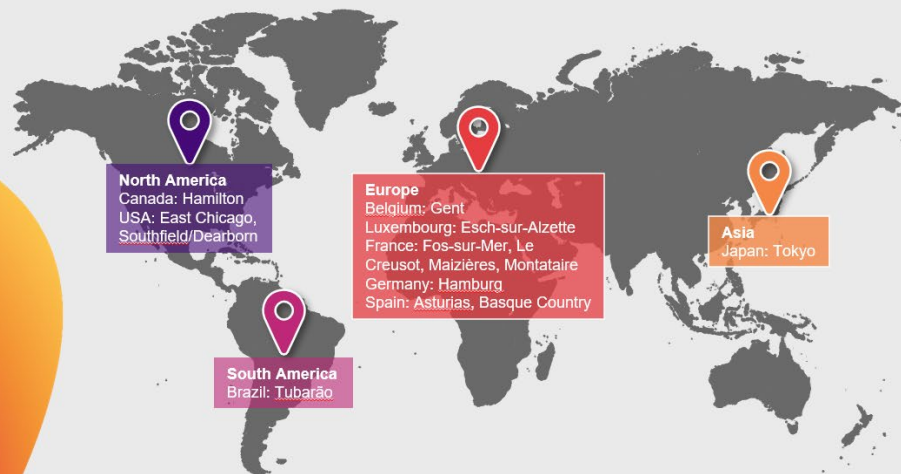 North America
Canada: Hamilton
USA: East Chicago,
Southfield/Dearborn
Europe
Belgium: Gent
Luxembourg: Esch-sur-Alzette
France: Fos-sur-Mer, Le
Creusot, Maizières, Montataire
Germany: Hamburg
Spain: Asturias, Basque Country
Asia
Japan: Tokyo
South America
Brazil: Tubarão